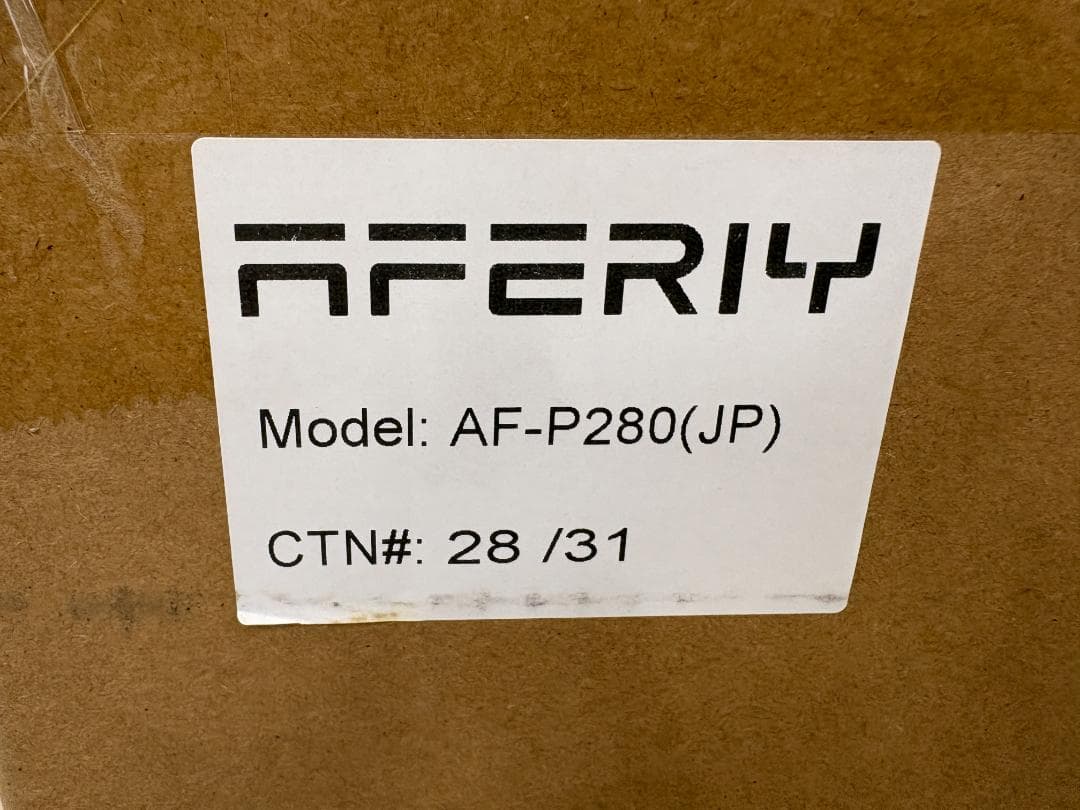 AFERIY
Model: AF-P280(JP)
CTN#: 28 /31